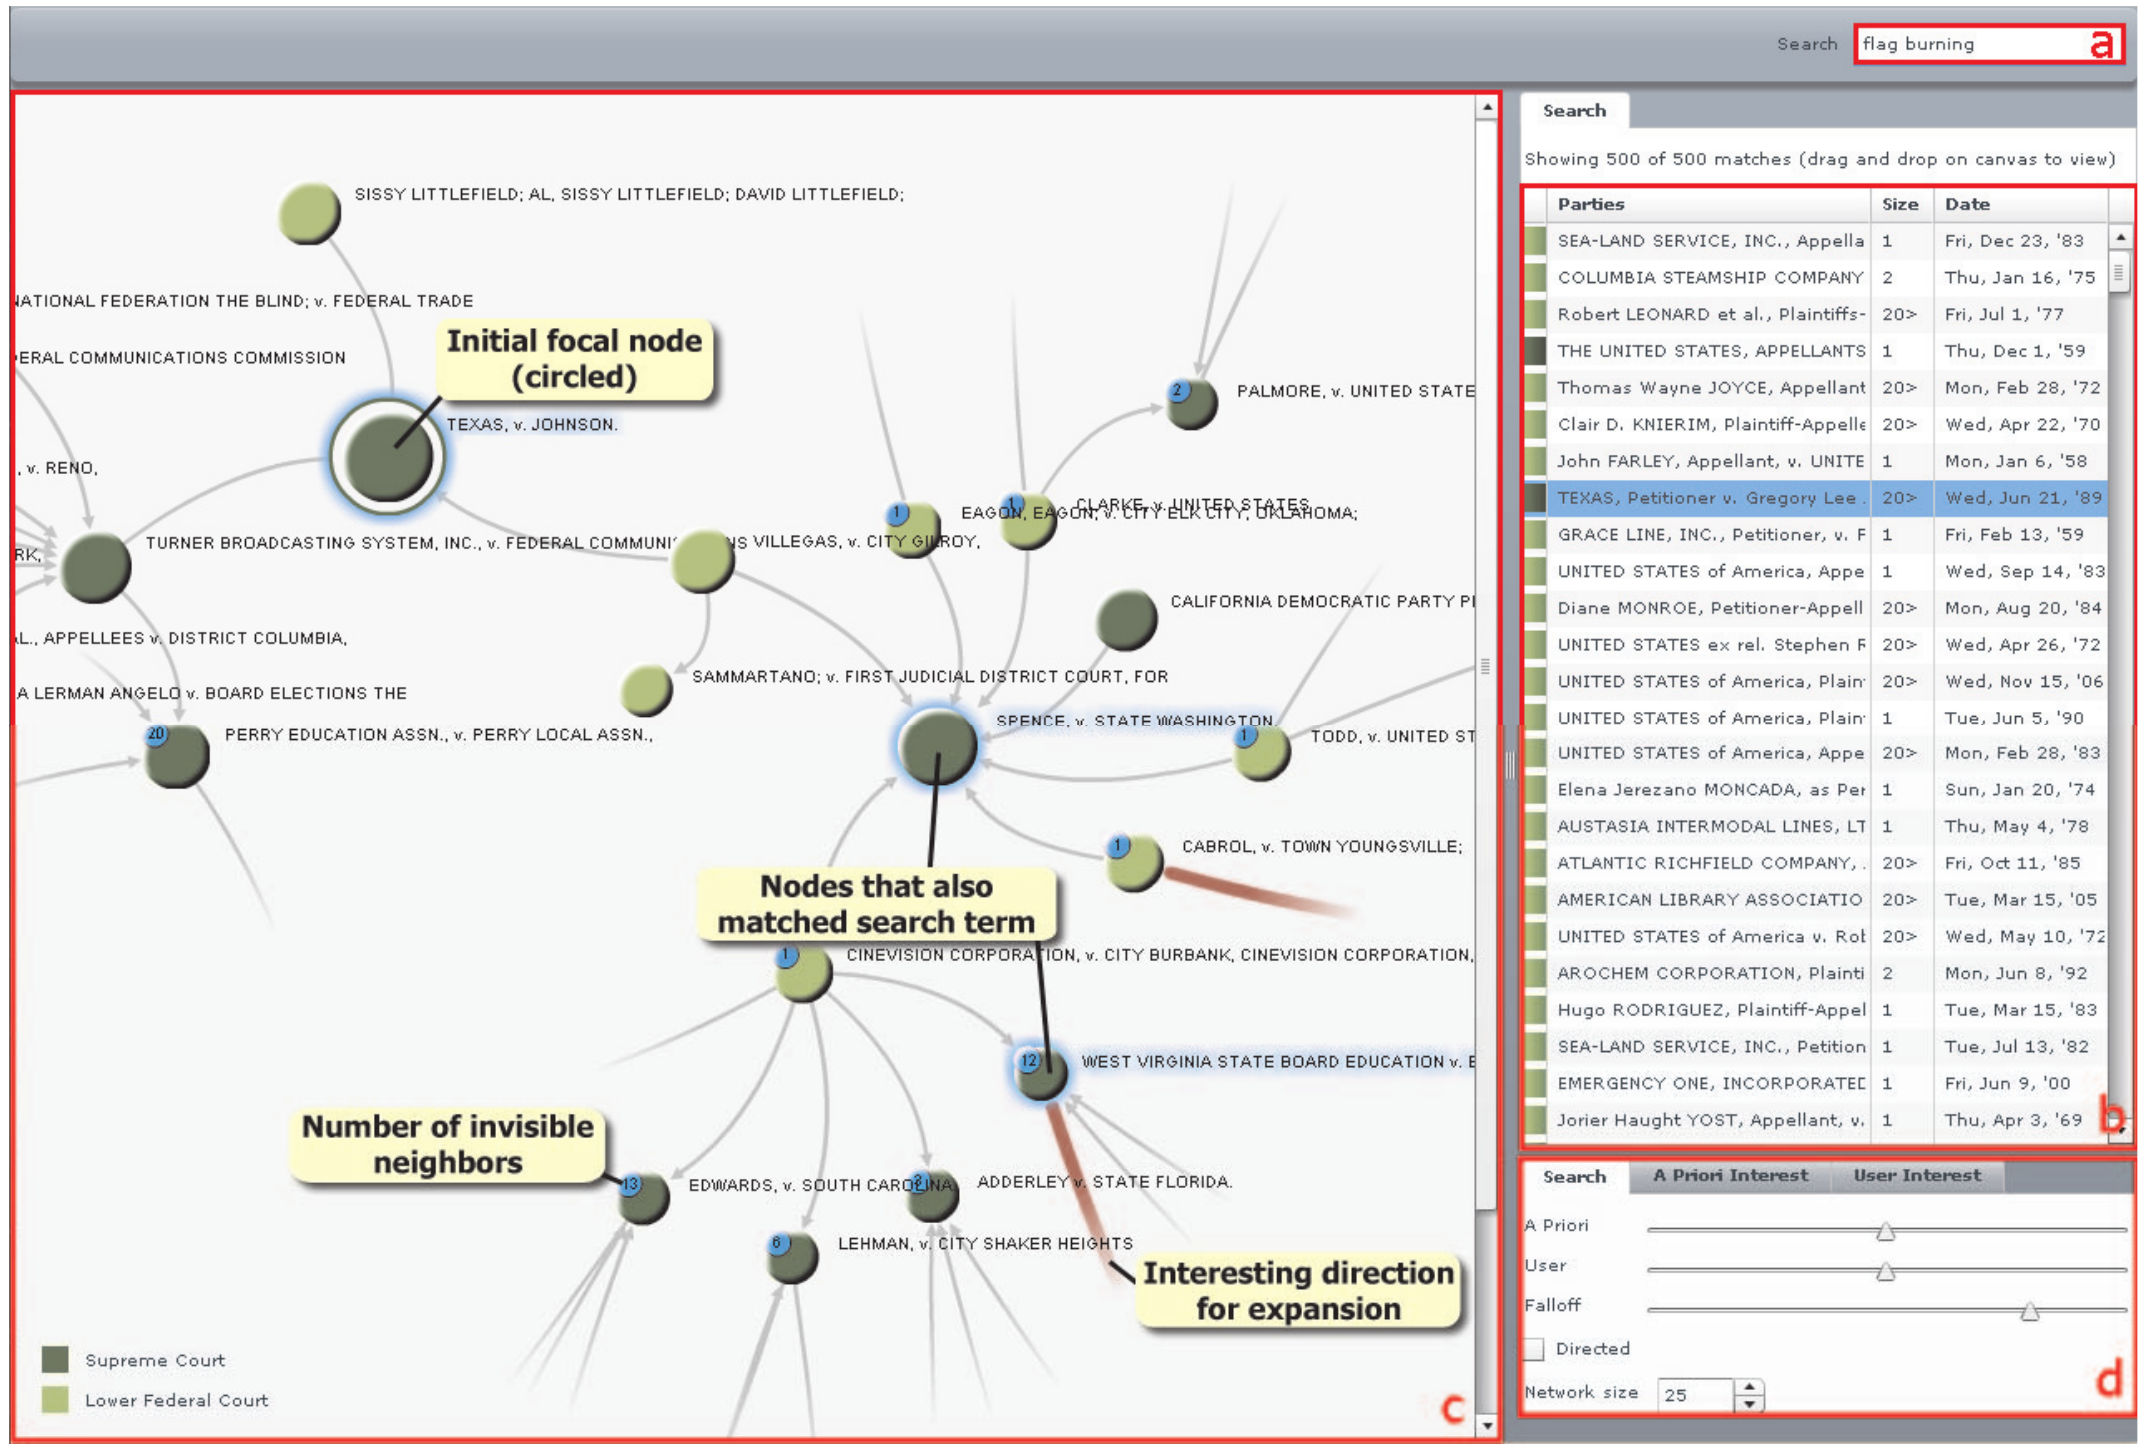 Search
flag burning
a
SISSY LITTLEFIELD; AL, SISSY LITTLEFIELD; DAVID LITTLEFIELD;
NATIONAL FEDERATION THE BLIND; v. FEDERAL TRADE
Initial focal node
(circled)
ERAL COMMUNICATIONS COMMISSION
PALMORE, v. UNITED STATE
2
TEXAS, v. JOHNSON.
, v. RENO,
CLARKE, v. UNITED STATES,
1
1
EAGON, EAGON, v. CITY ELK CITY, OKLAHOMA;
RK,
TURNER BROADCASTING SYSTEM, INC., v. FEDERAL
NS VILLEGAS, v. CITY GILROY,
CALIFORNIA DEMOCRATIC PARTY
AL., APPELLEES v. DISTRICT COLUMBIA,
SAMMARTANO; v. FIRST JUDICIAL DISTRICT COURT, FOR
A LERMAN ANGELO v. BOARD ELECTIONS THE
SPENCE, v. STATE WASHINGTON.
20
PERRY EDUCATION ASSN., v. PERRY LOCAL ASSN.,
1
TODD, v. UNITED ST
1
CABROL, v. TOWN YOUNGSVILLE;
Nodes that also
matched search term
1
CINEVISION CORPORATION, v. CITY BURBANK, CINEVISION CORPORATION,
12
WEST VIRGINIA STATE BOARD EDUCATION v.
Number of invisible
neighbors
13
EDWARDS, v. SOUTH CAROLINA,
ADDERLEY v. STATE FLORIDA.
6
LEHMAN, v. CITY SHAKER HEIGHTS
Interesting direction
for expansion
Supreme Court
Lower Federal Court
c
Search
Showing 500 of 500 matches (drag and drop on canvas to view)
Parties Size Date
SEA-LAND SERVICE, INC., Appella 1 Fri, Dec 23, '83
COLUMBIA STEAMSHIP COMPANY 2 Thu, Jan 16, '75
Robert LEONARD et al., Plaintiffs- 20> Fri, Jul 1, '77
THE UNITED STATES, APPELLANTS 1 Thu, Dec 1, '59
Thomas Wayne JOYCE, Appellant 20> Mon, Feb 28, '72
Clair D. KNIERIM, Plaintiff-Appelle 20> Wed, Apr 22, '70
John FARLEY, Appellant, v. UNITE 1 Mon, Jan 6, '58
TEXAS, Petitioner v. Gregory Lee . 20> Wed, Jun 21, '89
GRACE LINE, INC., Petitioner, v. F 1 Fri, Feb 13, '59
UNITED STATES of America, Appe 1 Wed, Sep 14, '83
Diane MONROE, Petitioner-Appell 20> Mon, Aug 20, '84
UNITED STATES ex rel. Stephen R 20> Wed, Apr 26, '72
UNITED STATES of America, Plain 20> Wed, Nov 15, '06
UNITED STATES of America, Plain 1 Tue, Jun 5, '90
UNITED STATES of America, Appe 20> Mon, Feb 28, '83
Elena Jerezano MONCADA, as Per 1 Sun, Jan 20, '74
AUSTASIA INTERMODAL LINES, LT 1 Thu, May 4, '78
ATLANTIC RICHFIELD COMPANY, . 20> Fri, Oct 11, '85
AMERICAN LIBRARY ASSOCIATIO 20> Tue, Mar 15, '05
UNITED STATES of America v. Rob 20> Wed, May 10, '72
AROCHEM CORPORATION, Plainti 2 Mon, Jun 8, '92
Hugo RODRIGUEZ, Plaintiff-Appel 1 Tue, Mar 15, '83
SEA-LAND SERVICE, INC., Petition 1 Tue, Jul 13, '82
EMERGENCY ONE, INCORPORATED 1 Fri, Jun 9, '00
Jorier Haught YOST, Appellant, v. 1 Thu, Apr 3, '69
b
Search A Priori Interest User Interest
A Priori
User
Falloff
Directed
Network size 25
d